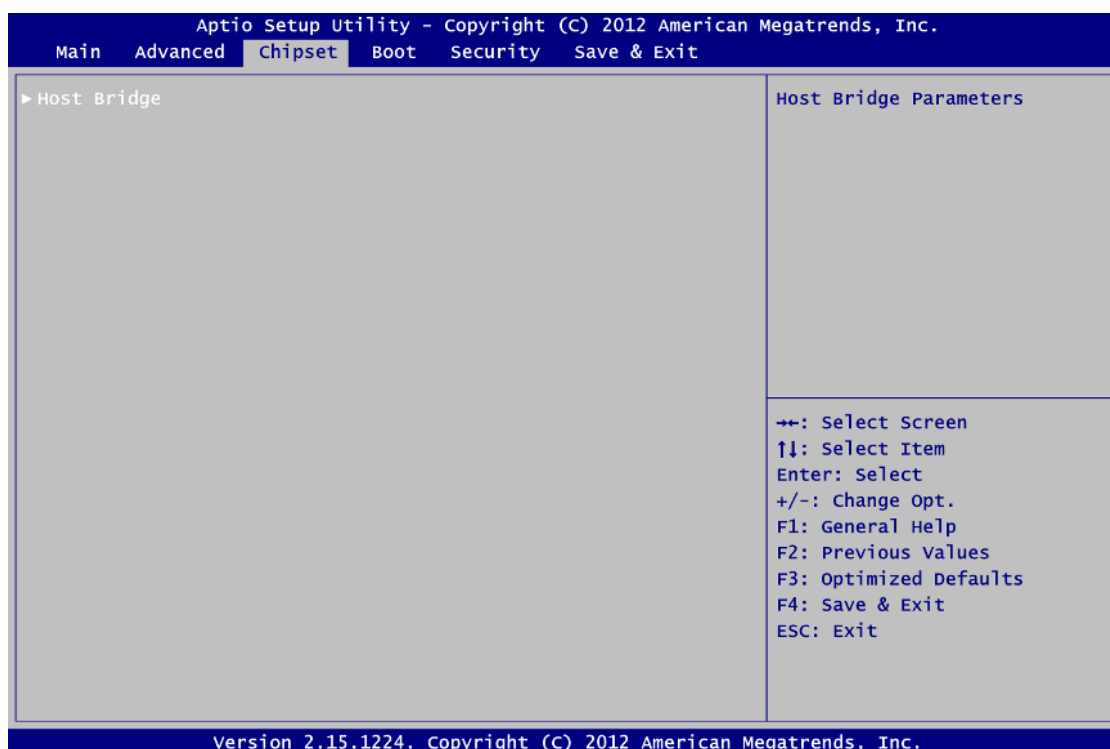 Aptio Setup Utility – Copyright (C) 2012 American Megatrends, Inc.
Main Advanced Chipset Boot Security Save & Exit
▶ Host Bridge
Host Bridge Parameters
→←: Select Screen
↑↓: Select Item
Enter: Select
+/-: Change Opt.
F1: General Help
F2: Previous Values
F3: Optimized Defaults
F4: Save & Exit
ESC: Exit
Version 2.15.1224. Copyright (C) 2012 American Megatrends, Inc.